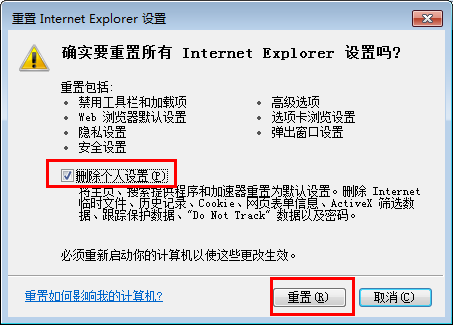 重置 Internet Explorer 设置
确实要重置所有 Internet Explorer 设置吗?
重置包括:
禁用工具栏和加载项
高级选项
Web 浏览器默认设置
选项卡浏览设置
隐私设置
弹出窗口设置
安全设置
删除个人设置(P)
将主页、搜索提供程序和加速器重置为默认设置。删除 Internet
临时文件、历史记录、Cookie、网页表单信息、ActiveX 筛选数
据、跟踪保护数据、"Do Not Track" 数据以及密码。
必须重新启动你的计算机以使这些更改生效。
重置如何影响我的计算机?
重置(R)
取消(C)